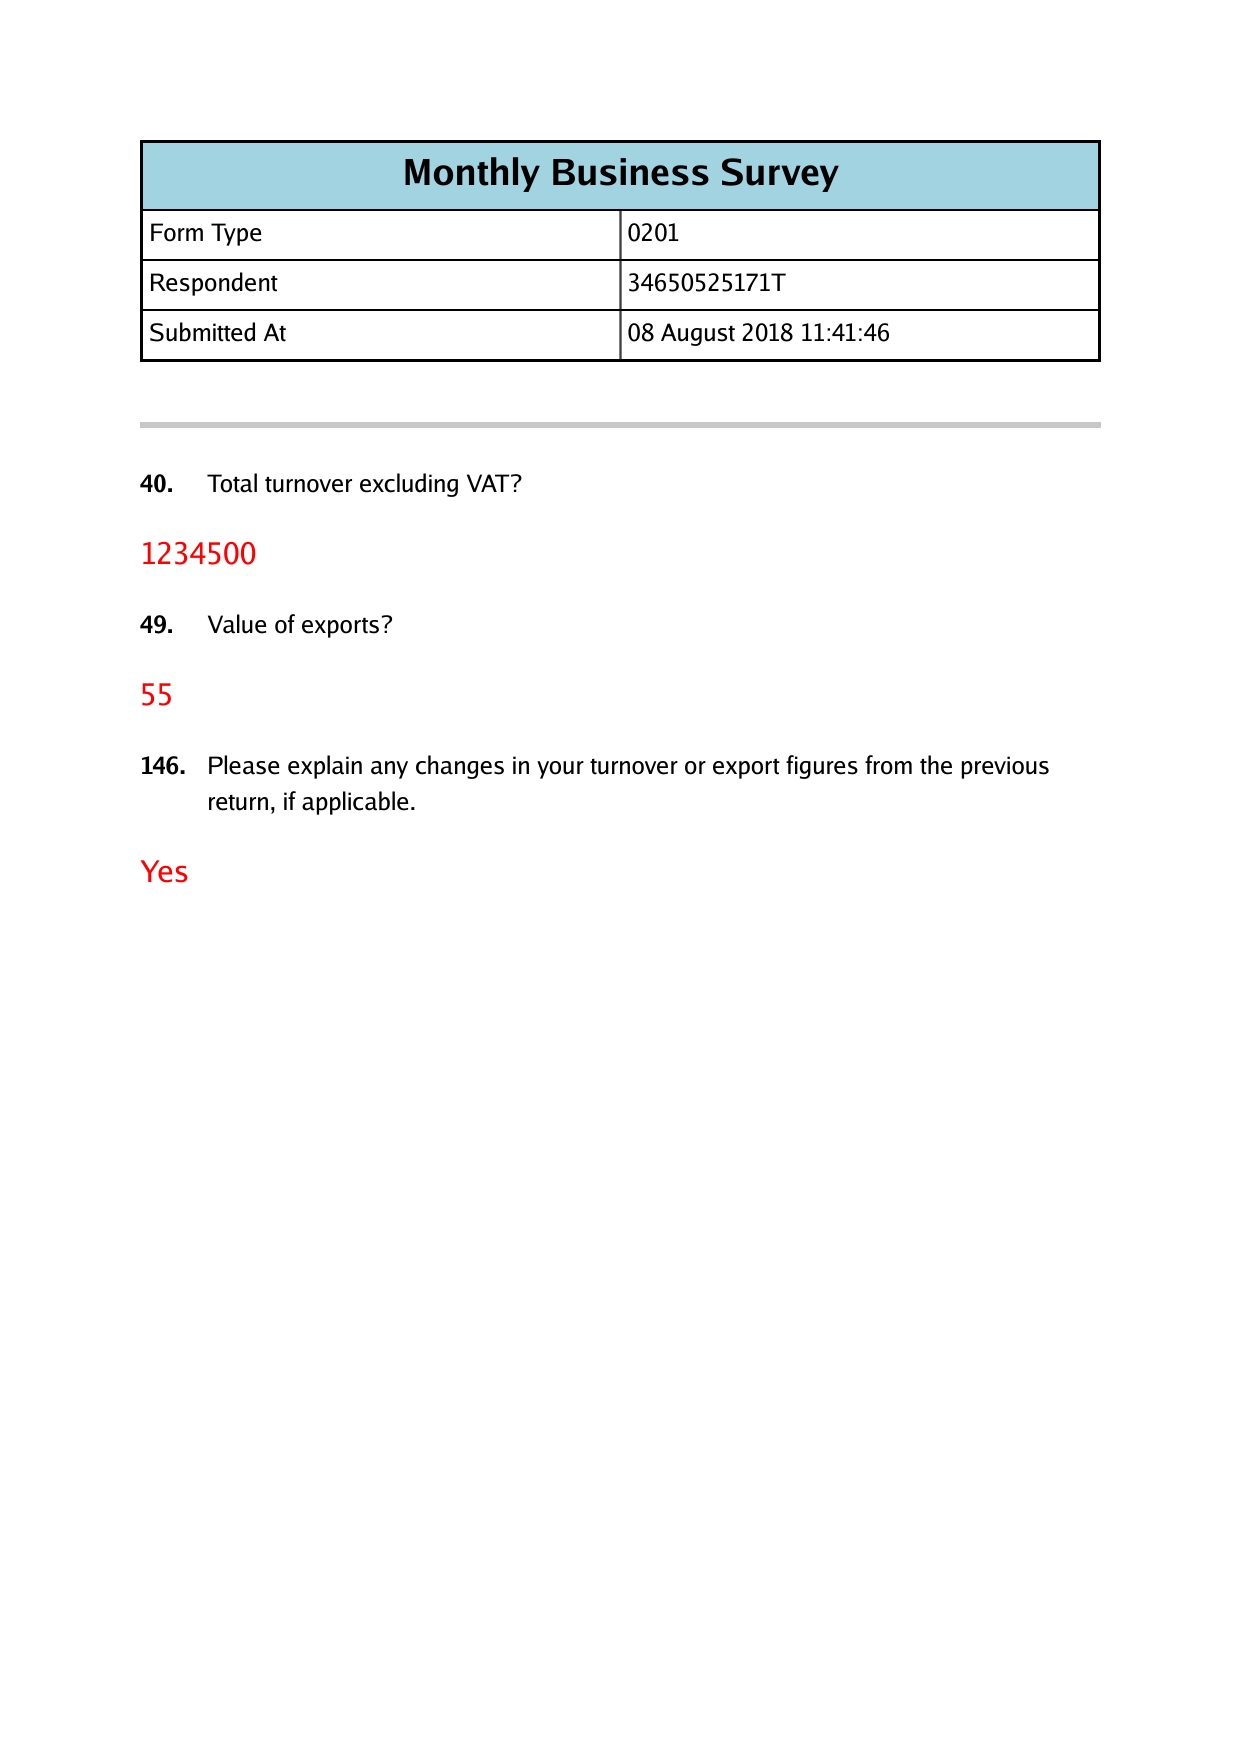 Monthly Business Survey
Form Type 0201
Respondent 34650525171T
Submitted At 08 August 2018 11:41:46
40. Total turnover excluding VAT?
1234500
49. Value of exports?
55
146. Please explain any changes in your turnover or export figures from the previous
return, if applicable.
Yes